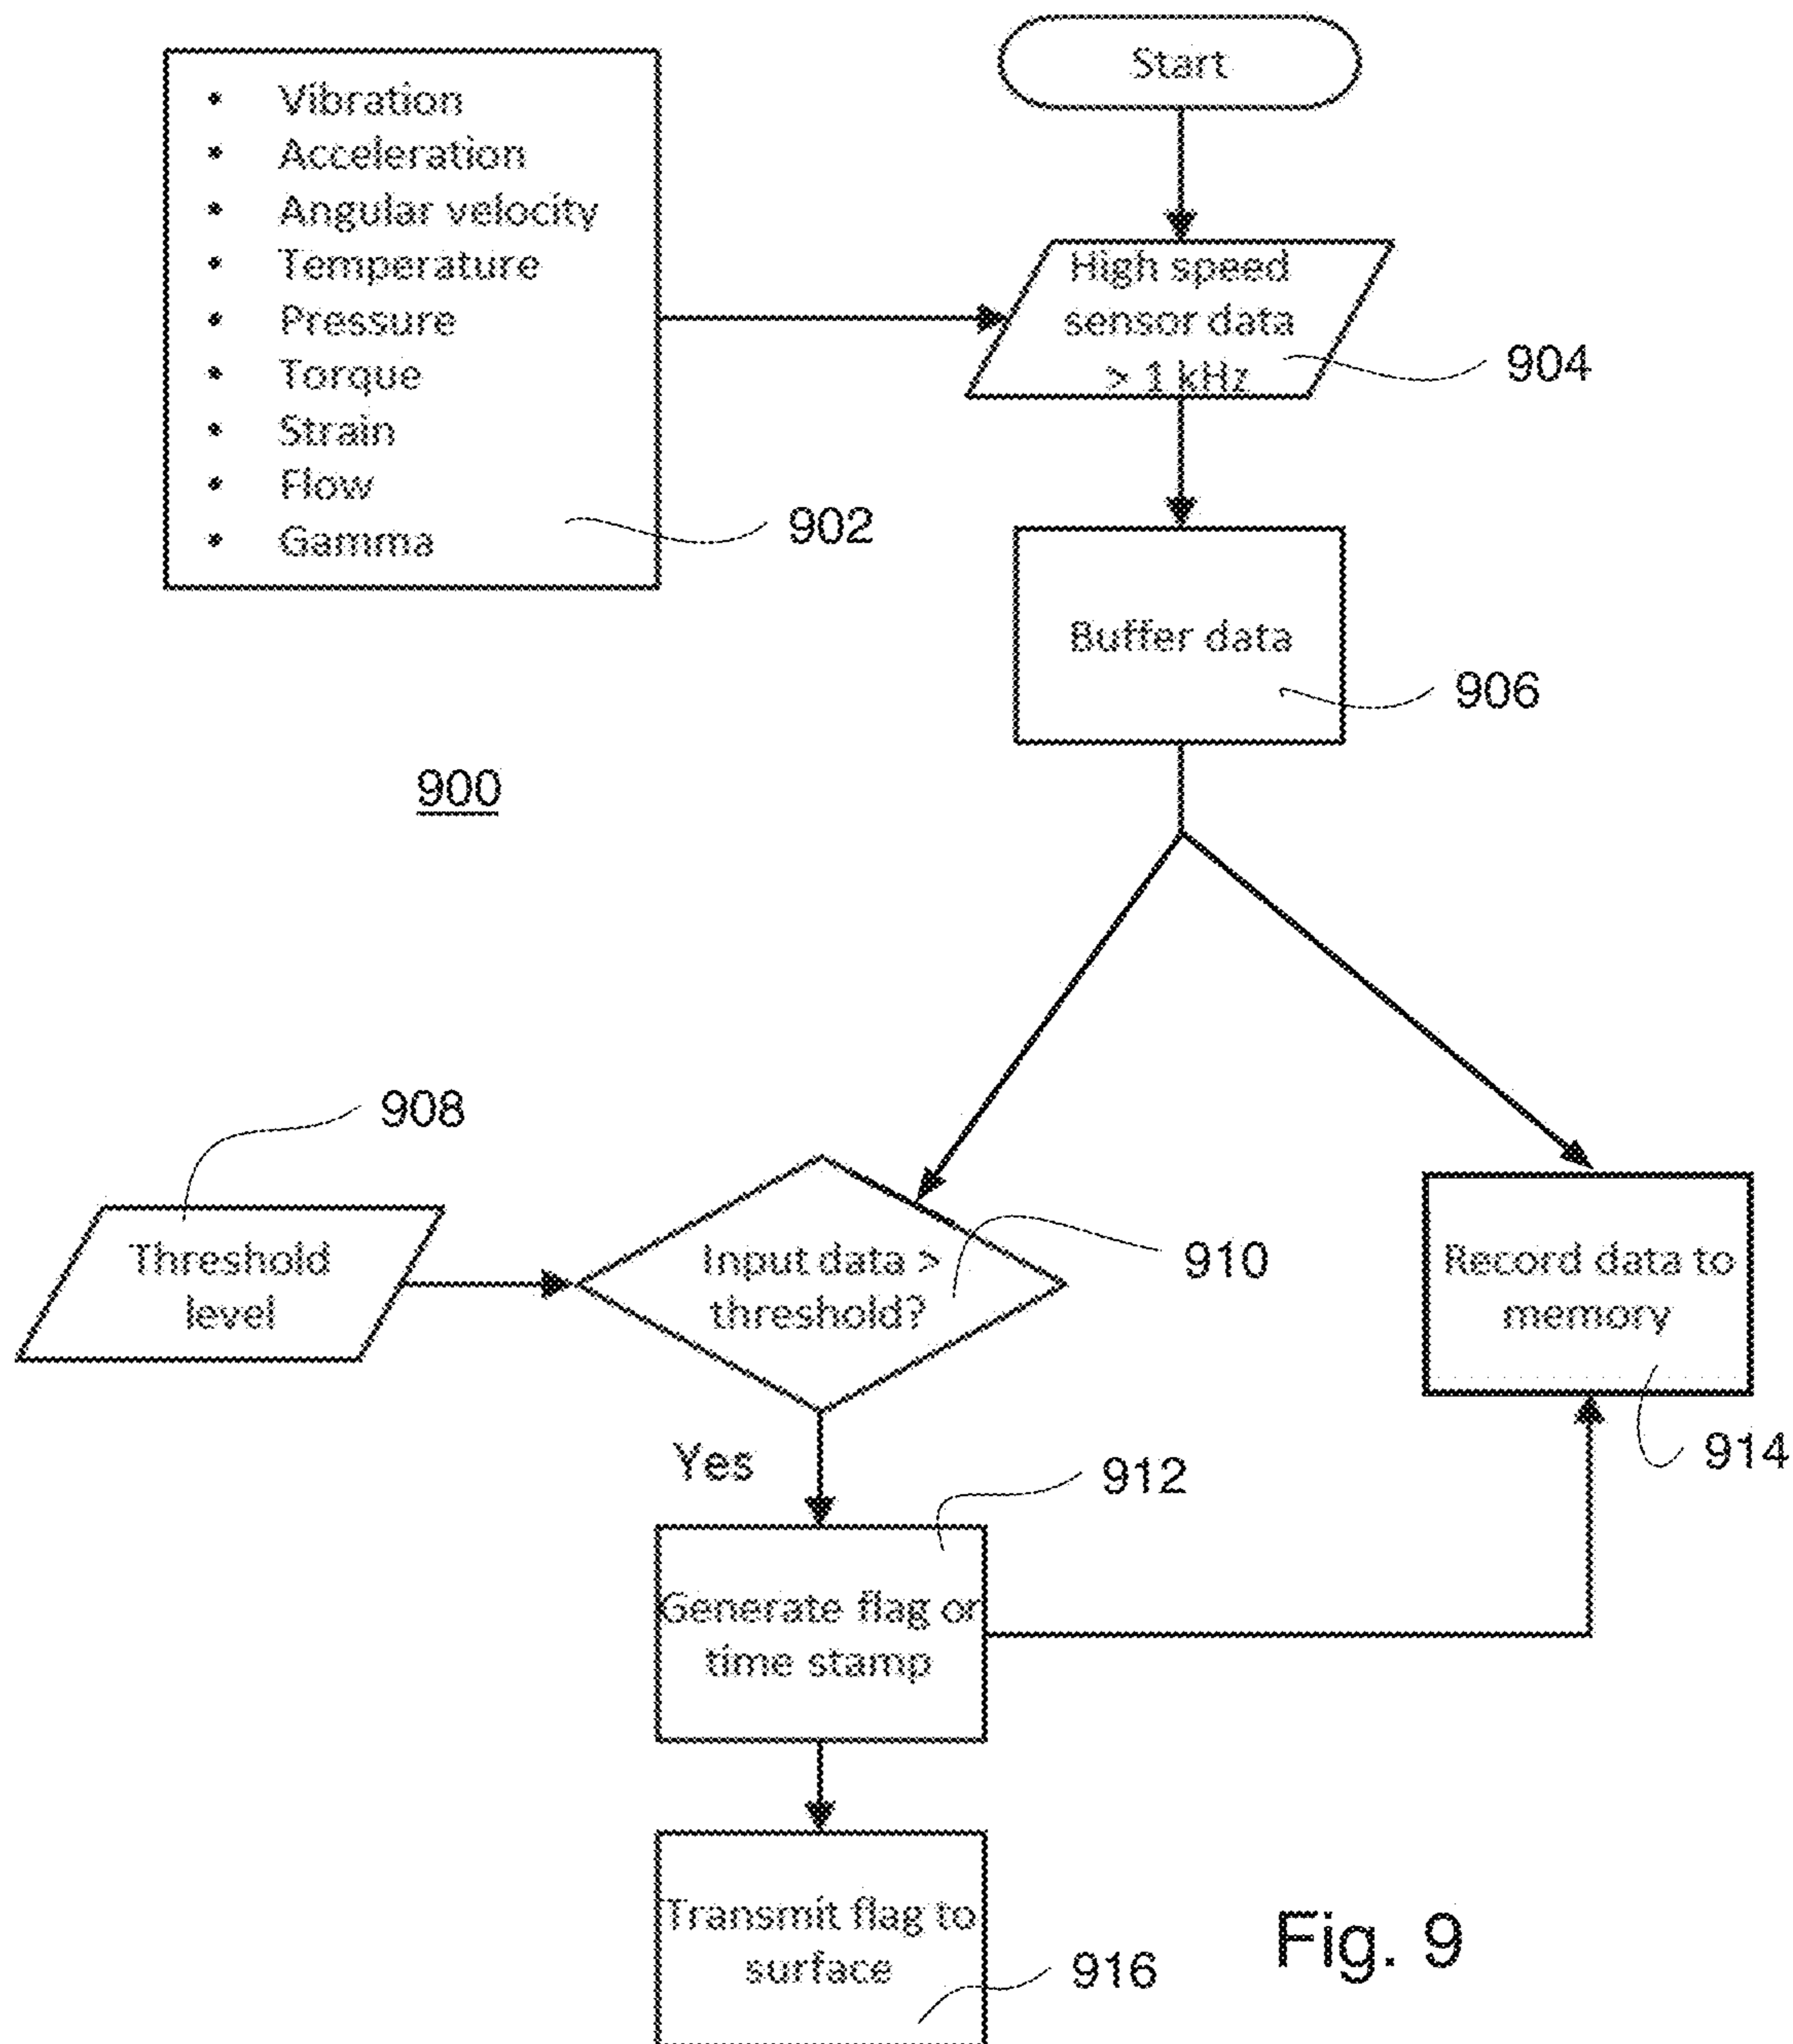 Start
• Vibration
• Acceleration
• Angular velocity
• Temperature
• Pressure
• Torque
• Strain
• Flow
• Gamma
902
High speed
sensor data
> 1 kHz
904
Buffer data
906
900
908
Threshold
level
Input data >
threshold?
910
Record data to
memory
914
Yes
912
Generate flag or
time stamp
Transmit flag to
surface
916
Fig. 9